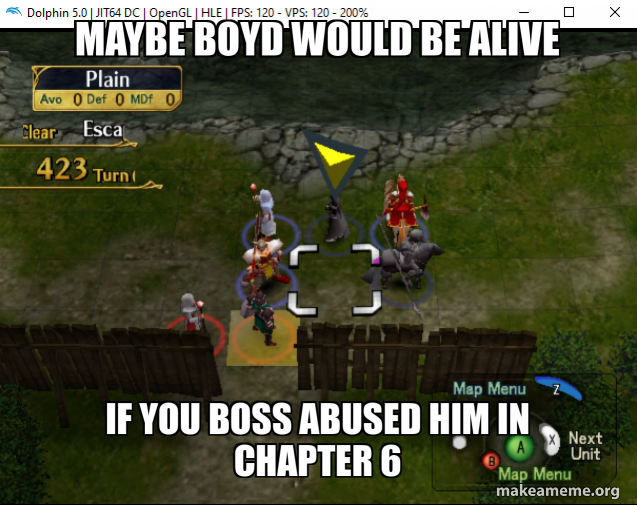 Dolphin 5.0 | JIT64 DC | OpenGL | HLE | FPS: 120 - VPS: 120 - 200%
MAYBE BOYD WOULD BE ALIVE
Plain
Avo 0 Def 0 MDf 0
Clear Esca
423 Turn(
Map Menu Z
IF YOU BOSS ABUSED HIM IN
CHAPTER 6
X Next
Unit
A
B
Map Menu
makeameme.org